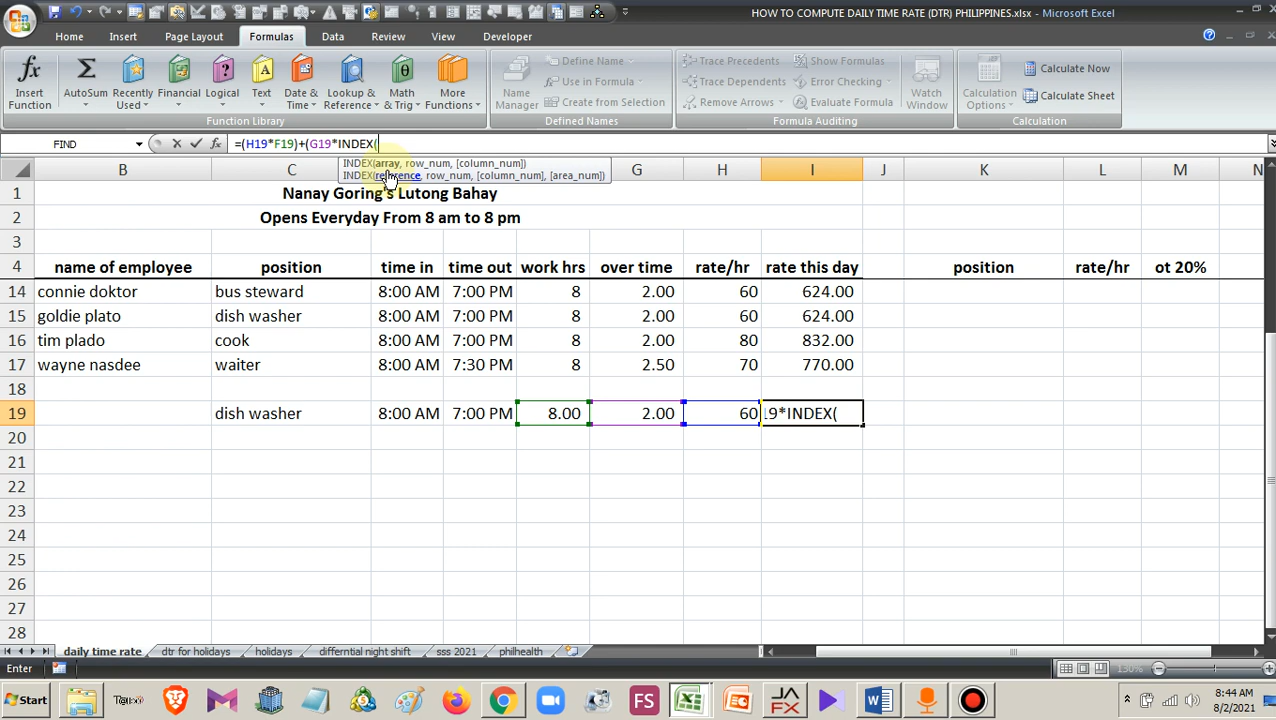 HOW TO COMPUTE DAILY TIME RATE (DTR) PHILIPPINES.xlsx - Microsoft Excel
Home Insert Page Layout Formulas Data Review View Developer
fx Insert Function
Σ AutoSum
Recently Used
Financial
Logical
Text
Date & Time
Lookup & Reference
Math & Trig
More Functions
Function Library
Name Manager
Define Name
Use in Formula
Create from Selection
Defined Names
Trace Precedents
Trace Dependents
Remove Arrows
Show Formulas
Error Checking
Evaluate Formula
Formula Auditing
Watch Window
Calculation Options
Calculate Now
Calculate Sheet
Calculation
FIND fx =(H19*F19)+(G19*INDEX(
INDEX(array, row_num, [column_num])
INDEX(reference, row_num, [column_num], [area_num])
B C G H I J K L M N
1 Nanay Goring's Lutong Bahay
2 Opens Everyday From 8 am to 8 pm
3
4 name of employee position time in time out work hrs over time rate/hr rate this day position rate/hr ot 20%
14 connie doktor bus steward 8:00 AM 7:00 PM 8 2.00 60 624.00
15 goldie plato dish washer 8:00 AM 7:00 PM 8 2.00 60 624.00
16 tim plado cook 8:00 AM 7:00 PM 8 2.00 80 832.00
17 wayne nasdee waiter 8:00 AM 7:30 PM 8 2.50 70 770.00
18
19 dish washer 8:00 AM 7:00 PM 8.00 2.00 60 19*INDEX(
20
21
22
23
24
25
26
27
28
daily time rate dtr for holidays holidays differntial night shift sss 2021 philhealth
Enter 130%
Start FS JAFX 8:44 AM
8/2/2021